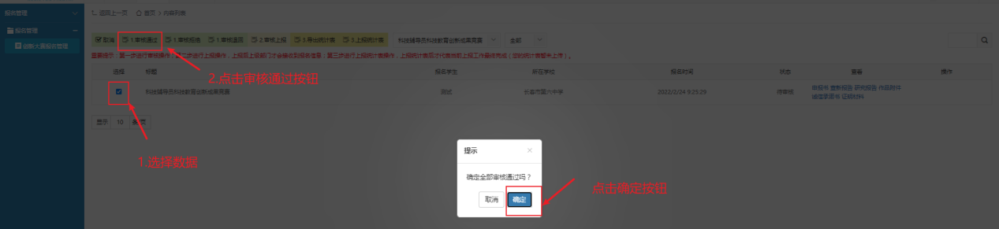 报名管理
返回上一页 首页 > 内容列表
报名管理
创新大赛报名管理
取消 1.审核通过 1.审核拒绝 1.审核退回 2.审核上报 3.导出统计表 3.上报统计表 科技辅导员科技教育创新成果竞赛 全部
重要提示:第一步进行审核操作;第二步进行上报操作,上报后上级部门才会接收到报名信息;第三步进行上报统计表操作,上报统计表后才代表当前上报工作最终完成(您的统计表暂未上传)。
选择 标题 报名学生 所在学校 报名时间 状态 查看 操作
2.点击审核通过按钮
科技辅导员科技教育创新成果竞赛 测试 长春市第六中学 2022/2/24 9:25:29 待审核 申报书 查新报告 研究报告 作品附件
诚信承诺书 证明材料
显示 10 条/页
1.选择数据
提示 ×
确定全部审核通过吗?
取消 确定
点击确定按钮